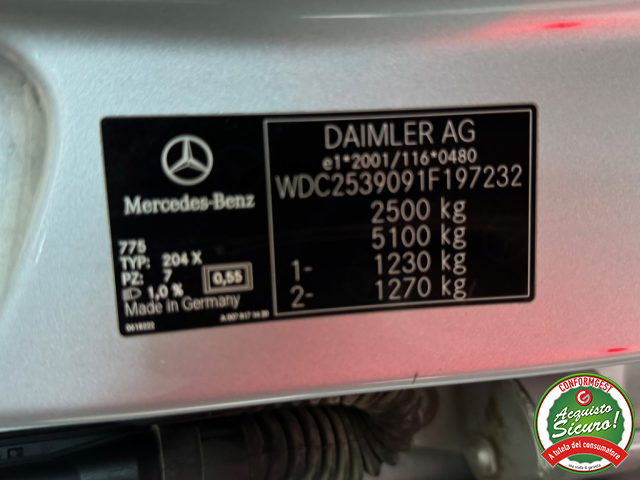 DAIMLER AG
e1*2001/116*0480
WDC2539091F197232
2500 kg
5100 kg
1- 1230 kg
2- 1270 kg
Mercedes-Benz
775
TYP: 204 X
PZ: 7
0,55
1,0 %
Made in Germany
CONFORMGEST
Acquisto
Sicuro!
A tutela del consumatore